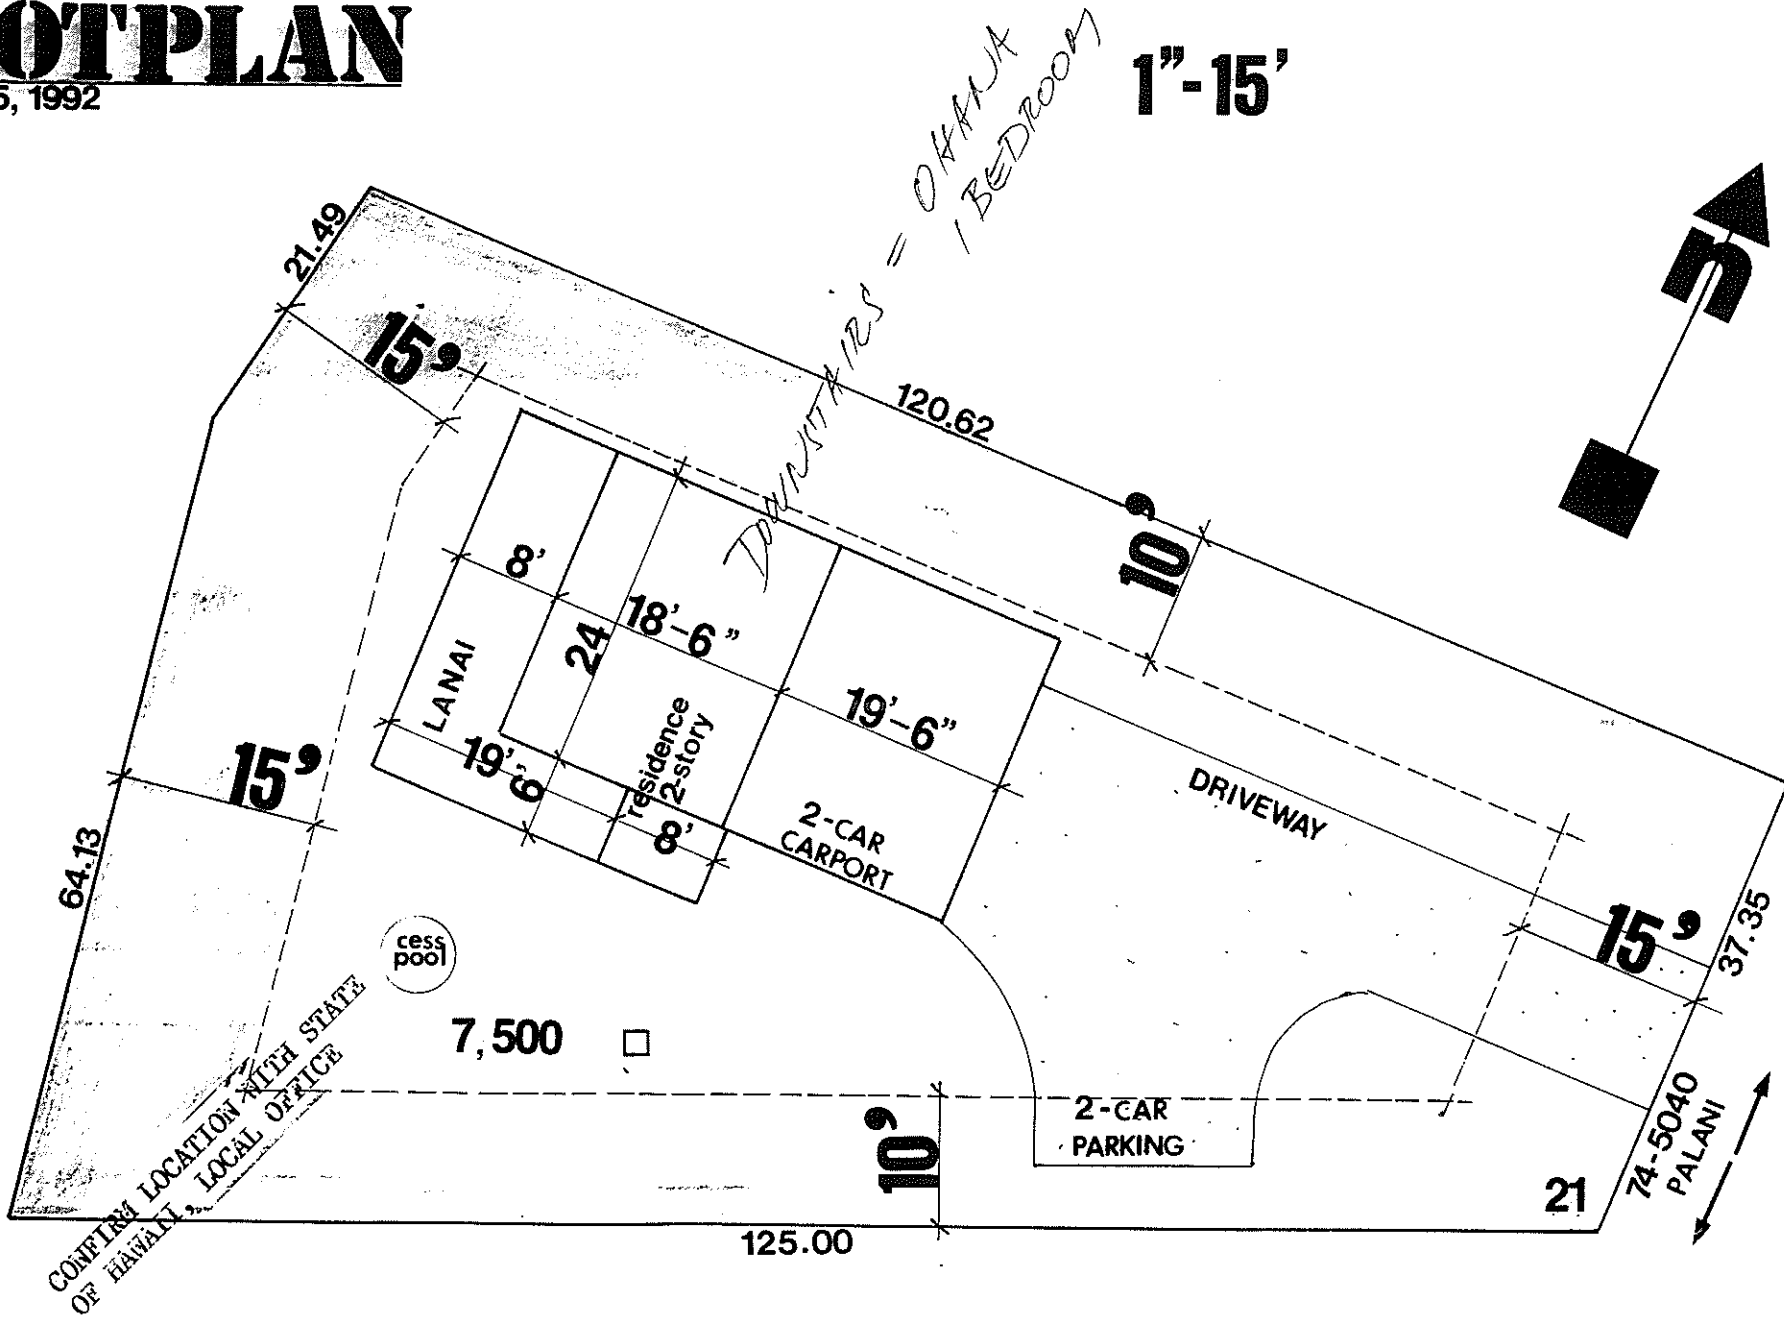 OTPLAN
5, 1992
1"-15'
DOWNSTAIRS = OHANA
1 BEDROOM
n
21.49
15'
120.62
10'
8'
18'-6"
24
LANAI
19'-6"
residence
2-story
19'-6"
8'
2-CAR
CARPORT
DRIVEWAY
15'
64.13
15'
37.35
cess
pool
7,500 □
CONFIRM LOCATION WITH STATE
OF HAWAII, LOCAL OFFICE
10'
2-CAR
PARKING
125.00
21
74-5040
PALANI